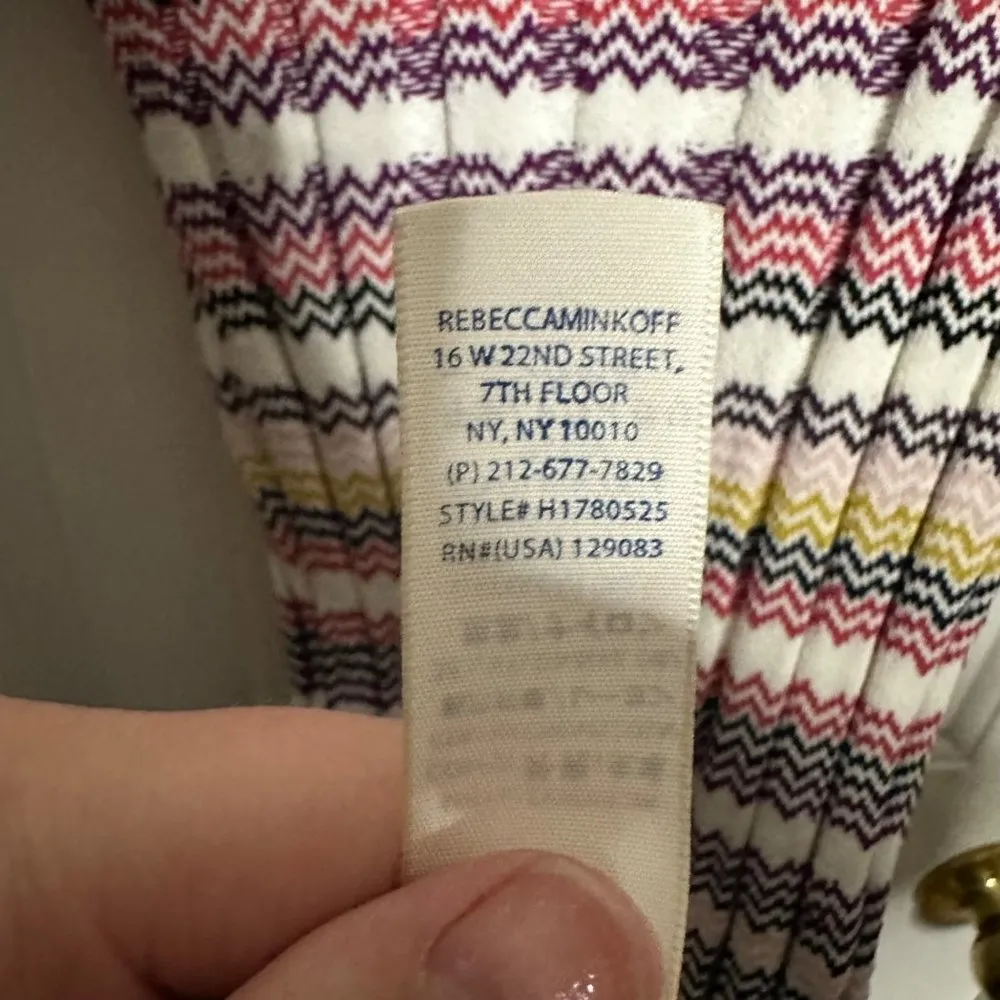 REBECCAMINKOFF
16 W 22ND STREET,
7TH FLOOR
NY, NY 10010
(P) 212-677-7829
STYLE# H1780525
RN#(USA) 129083